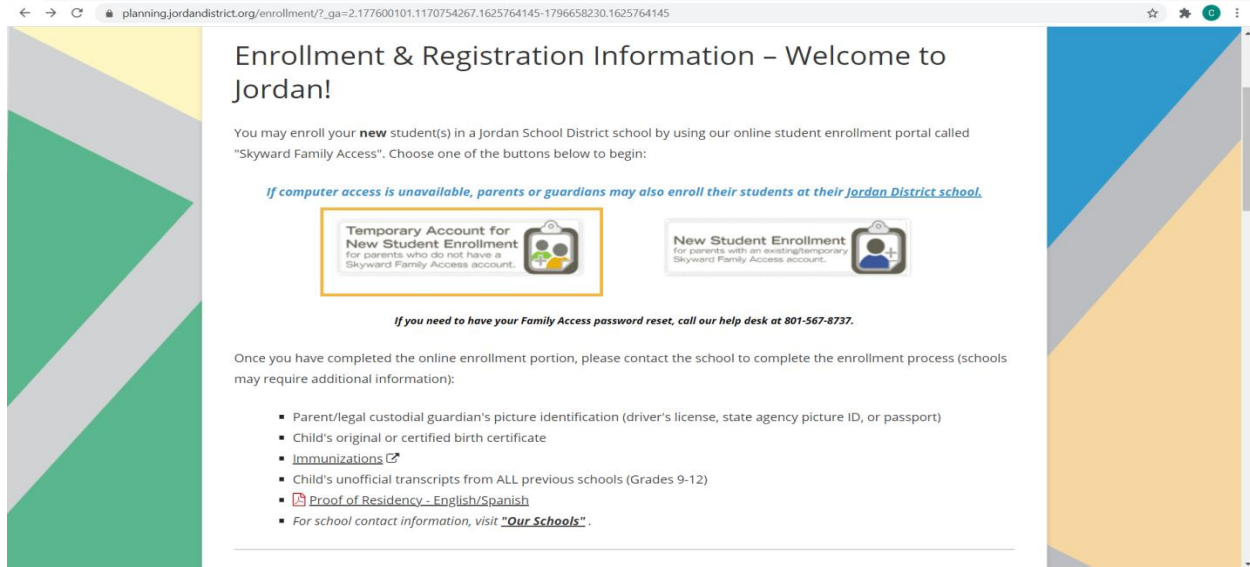 planning.jordandistrict.org/enrollment/?_ga=2.177600101.1170754267.1625764145-1796658230.1625764145
C
Enrollment & Registration Information – Welcome to
Jordan!
You may enroll your new student(s) in a Jordan School District school by using our online student enrollment portal called
"Skyward Family Access". Choose one of the buttons below to begin:
If computer access is unavailable, parents or guardians may also enroll their students at their Jordan District school.
Temporary Account for
New Student Enrollment
for parents who do not have a
Skyward Family Access account.
New Student Enrollment
for parents with an existing/temporary
Skyward Family Access account.
If you need to have your Family Access password reset, call our help desk at 801-567-8737.
Once you have completed the online enrollment portion, please contact the school to complete the enrollment process (schools
may require additional information):
Parent/legal custodial guardian's picture identification (driver's license, state agency picture ID, or passport)
Child's original or certified birth certificate
Immunizations
Child's unofficial transcripts from ALL previous schools (Grades 9-12)
Proof of Residency - English/Spanish
For school contact information, visit "Our Schools" .